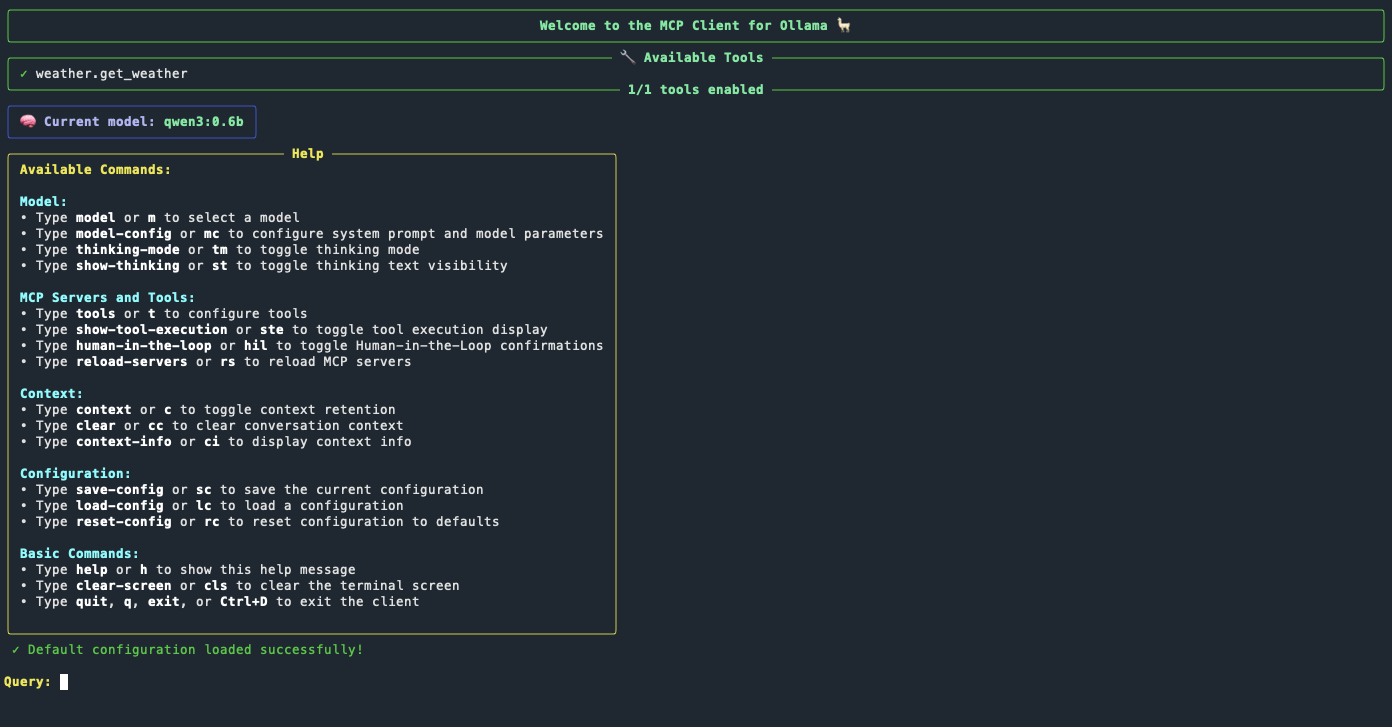 Welcome to the MCP Client for Ollama 🦙
🔧 Available Tools
✓ weather.get_weather
1/1 tools enabled
🧠 Current model: qwen3:0.6b
Help
Available Commands:
Model:
• Type model or m to select a model
• Type model-config or mc to configure system prompt and model parameters
• Type thinking-mode or tm to toggle thinking mode
• Type show-thinking or st to toggle thinking text visibility
MCP Servers and Tools:
• Type tools or t to configure tools
• Type show-tool-execution or ste to toggle tool execution display
• Type human-in-the-loop or hil to toggle Human-in-the-Loop confirmations
• Type reload-servers or rs to reload MCP servers
Context:
• Type context or c to toggle context retention
• Type clear or cc to clear conversation context
• Type context-info or ci to display context info
Configuration:
• Type save-config or sc to save the current configuration
• Type load-config or lc to load a configuration
• Type reset-config or rc to reset configuration to defaults
Basic Commands:
• Type help or h to show this help message
• Type clear-screen or cls to clear the terminal screen
• Type quit, q, exit, or Ctrl+D to exit the client
✓ Default configuration loaded successfully!
Query: